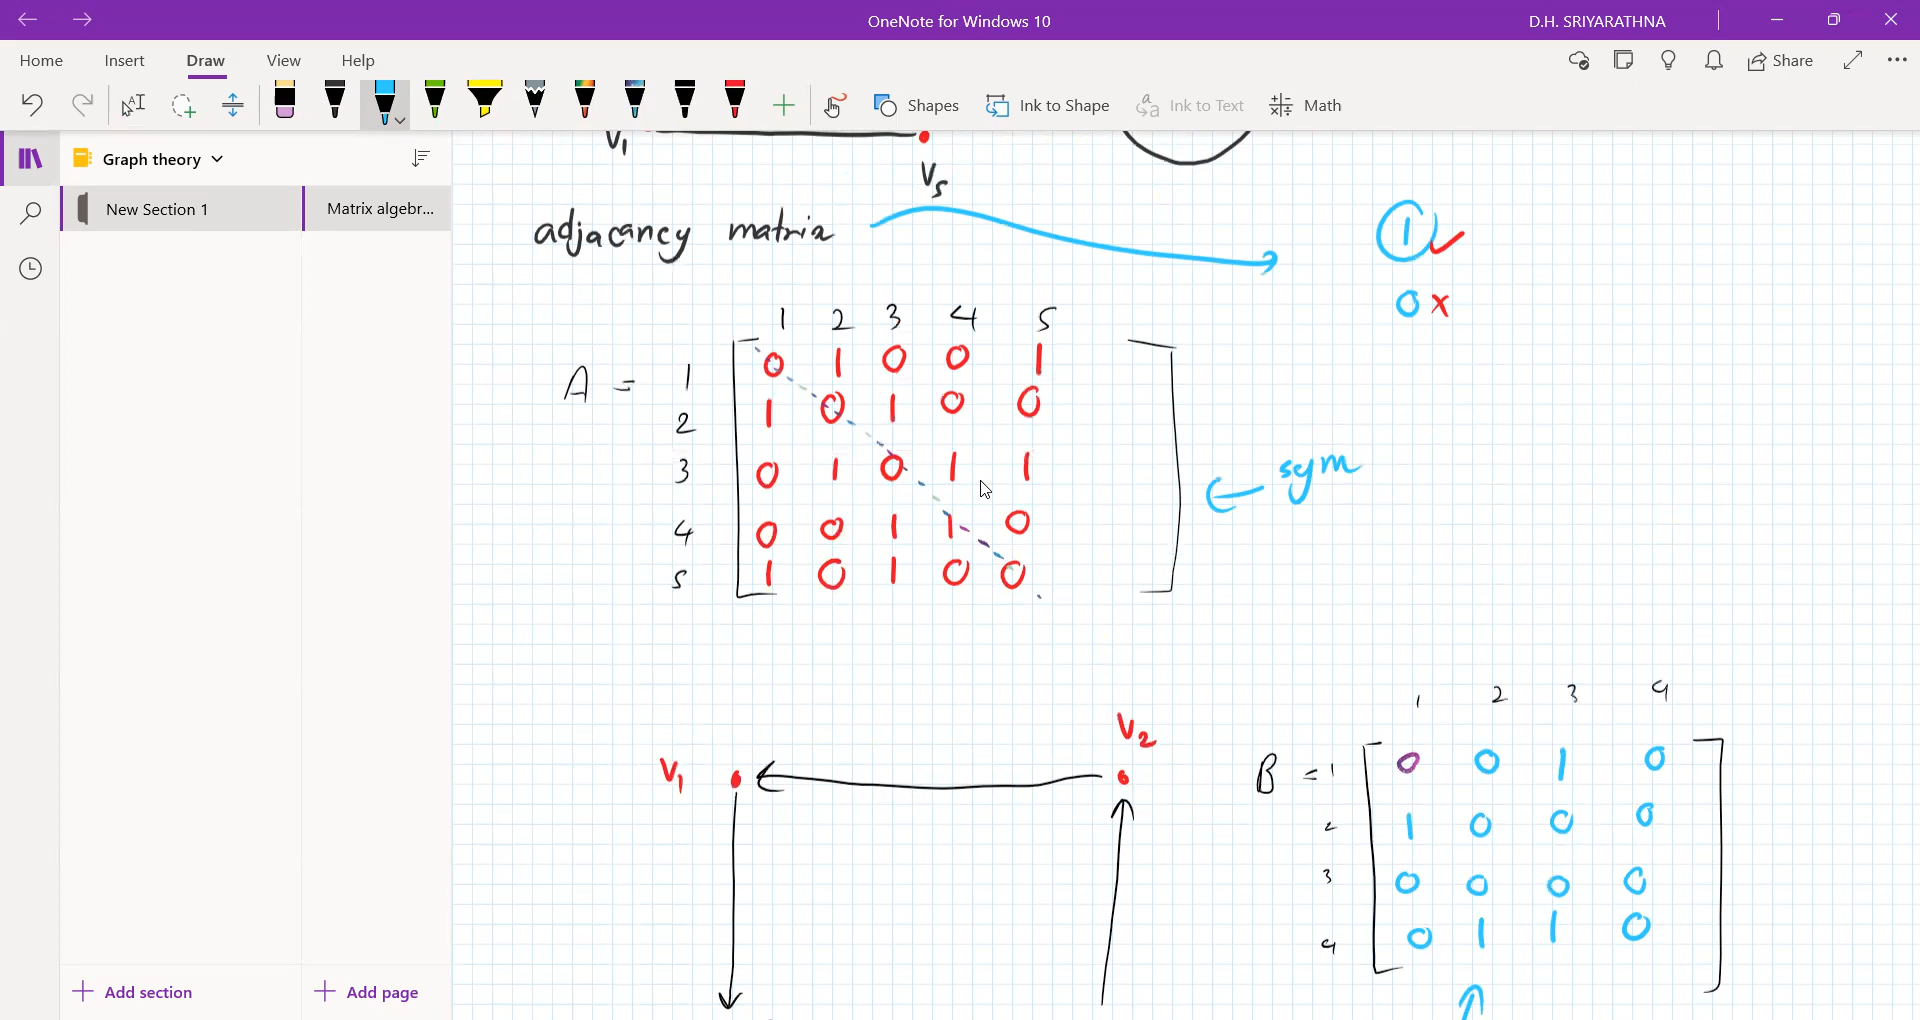 OneNote for Windows 10
D.H. SRIYARATHNA
Home Insert Draw View Help
Share
Shapes Ink to Shape Ink to Text Math
Graph theory
New Section 1
Matrix algebr...
V1
V5
adjacancy matrix
1
0 x
1 2 3 4 5
A = 1 0 1 0 0 1
2 1 0 1 0 0
3 0 1 0 1 1
4 0 0 1 1 0
5 1 0 1 0 0
sym
V1
V2
1 2 3 4
B = 1 0 0 1 0
2 1 0 0 0
3 0 0 0 0
4 0 1 1 0
Add section
Add page